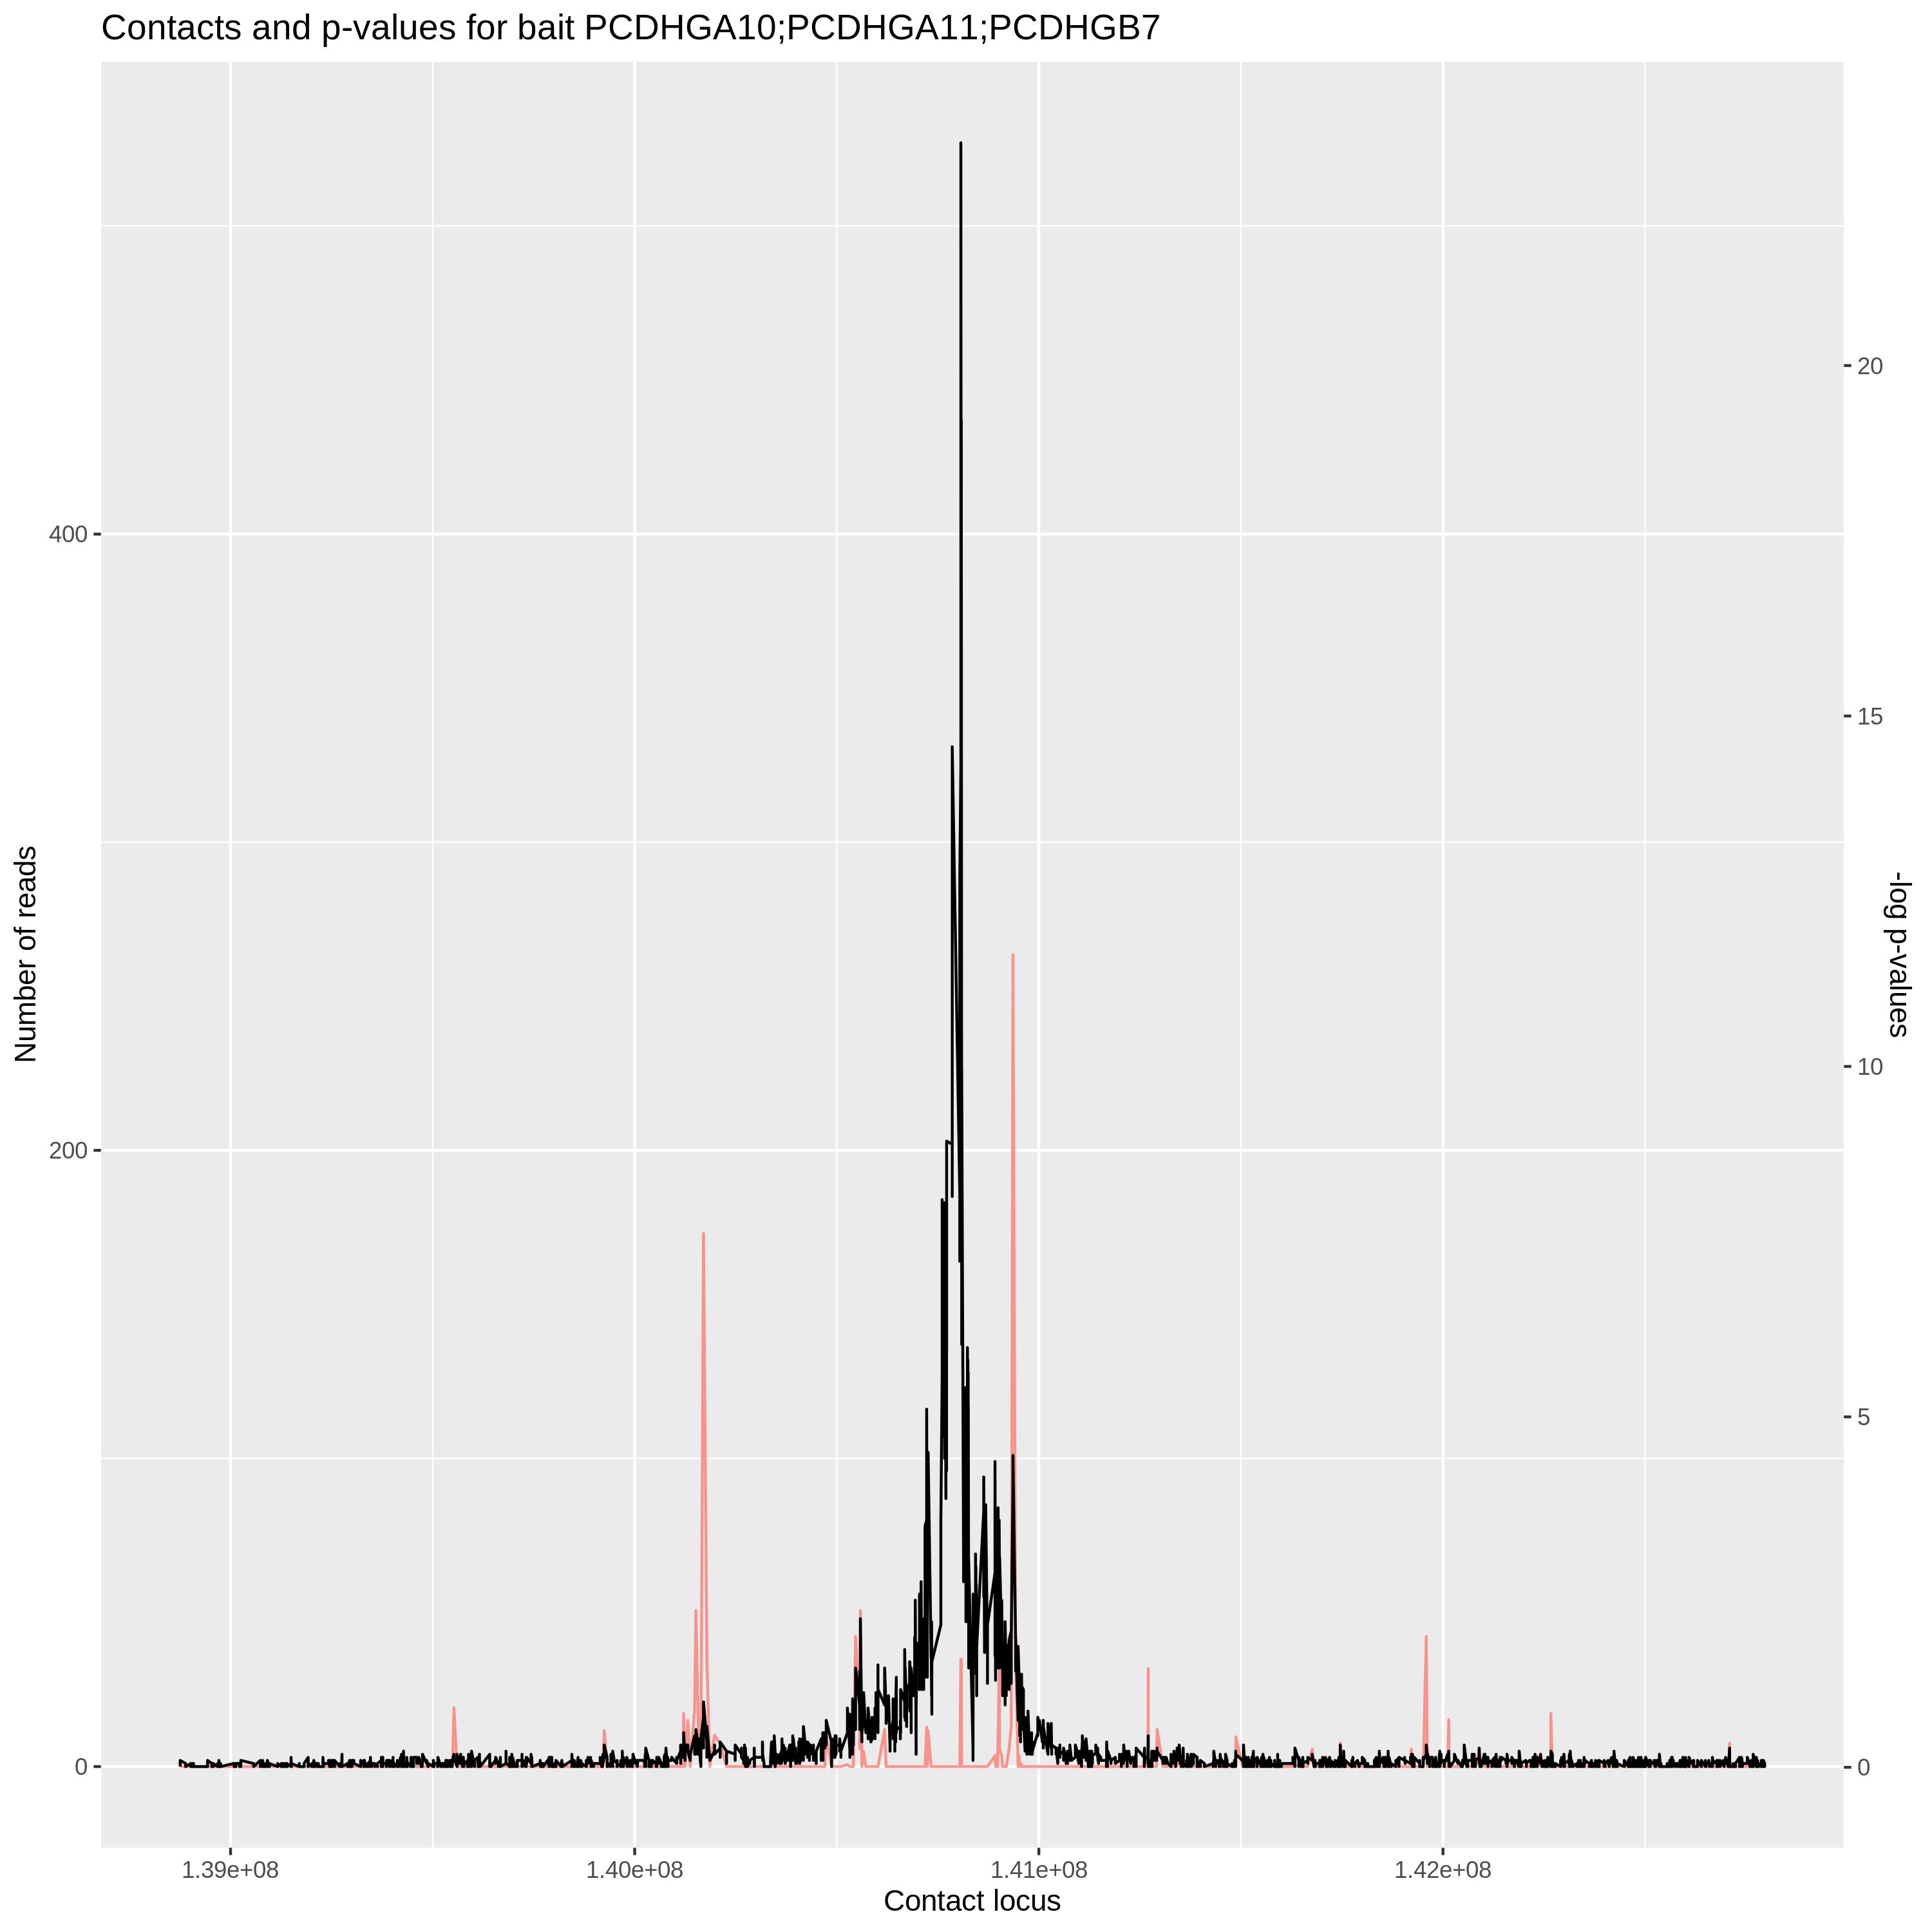 Contacts and p-values for bait PCDHGA10;PCDHGA11;PCDHGB7
Number of reads
400
200
0
-log p-values
20
15
10
5
0
1.39e+08
1.40e+08
1.41e+08
1.42e+08
Contact locus